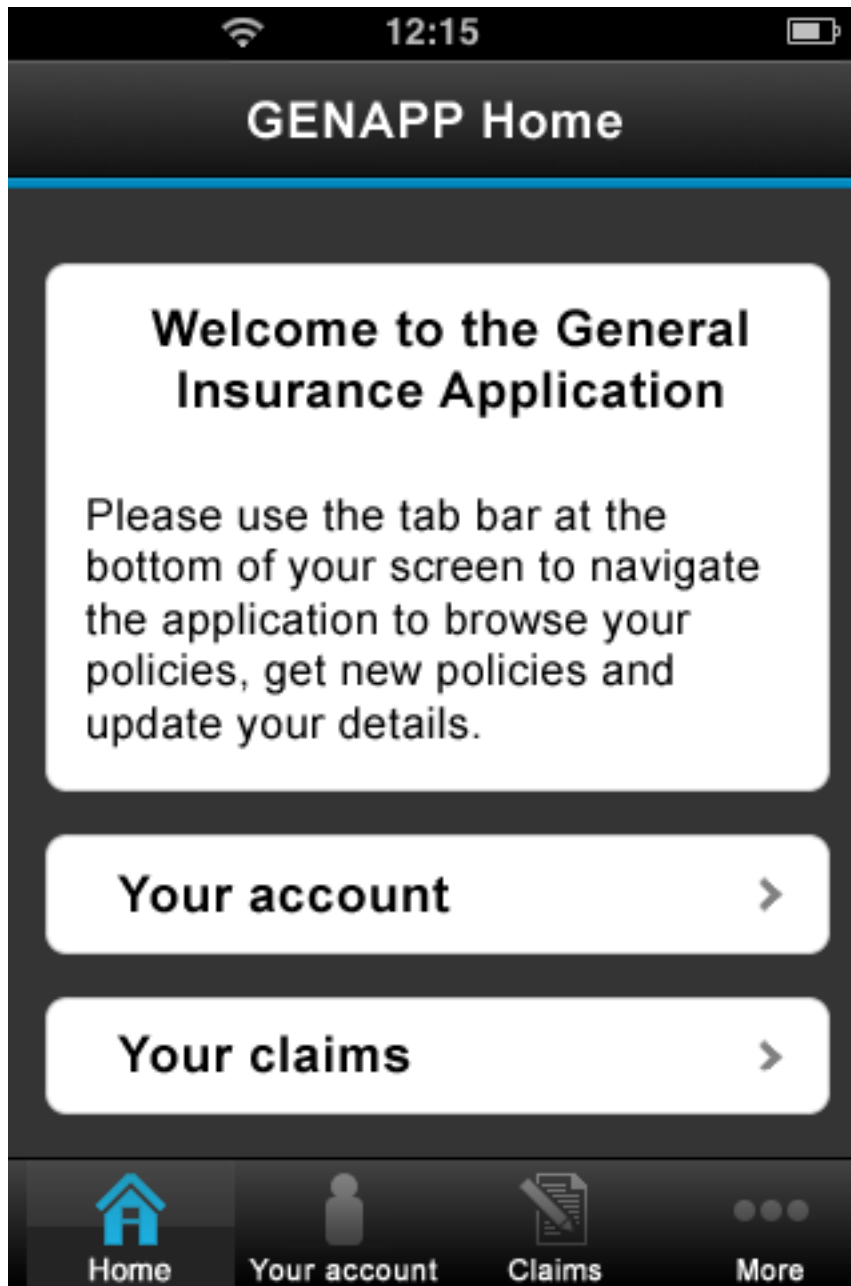 12:15
GENAPP Home
Welcome to the General
Insurance Application
Please use the tab bar at the
bottom of your screen to navigate
the application to browse your
policies, get new policies and
update your details.
Your account
Your claims
Home Your account Claims More